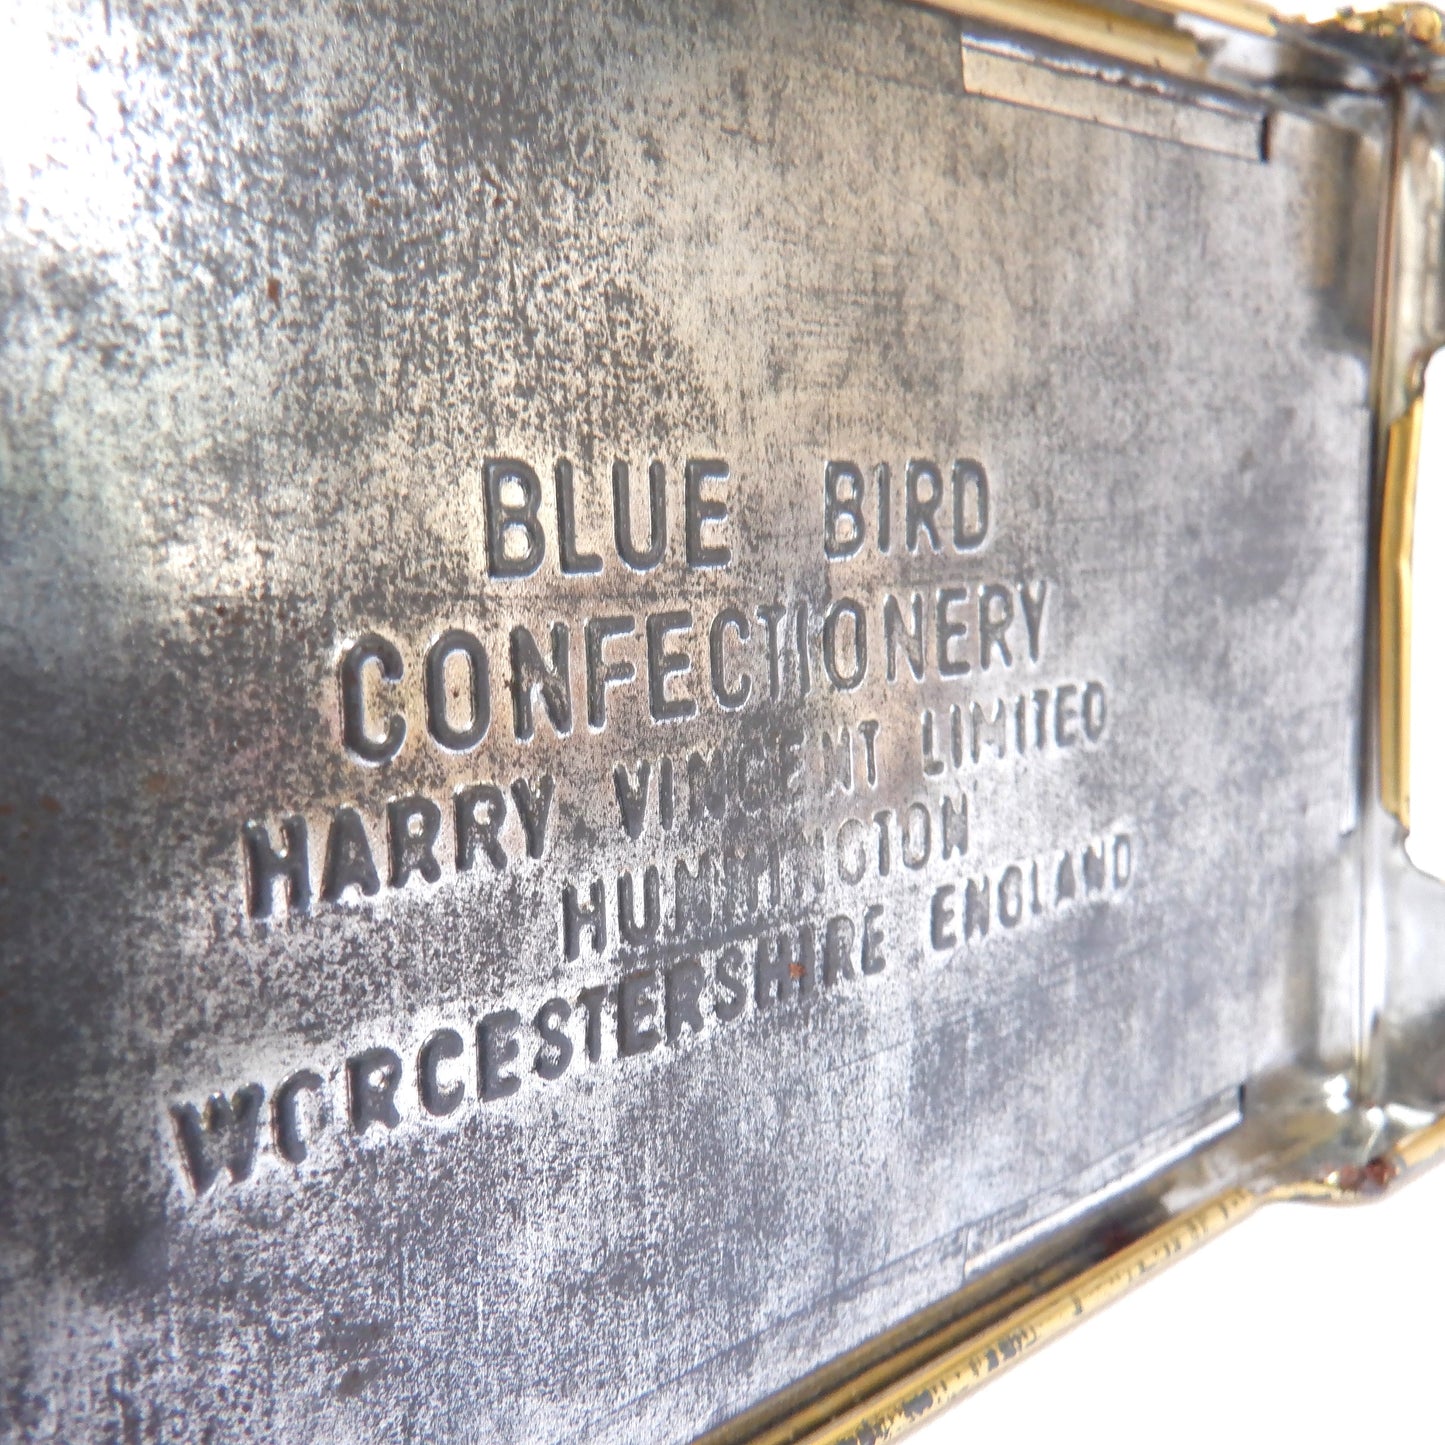 BLUE BIRD
CONFECTIONERY
HARRY VINCENT LIMITED
HUNNINGTON
WORCESTERSHIRE ENGLAND